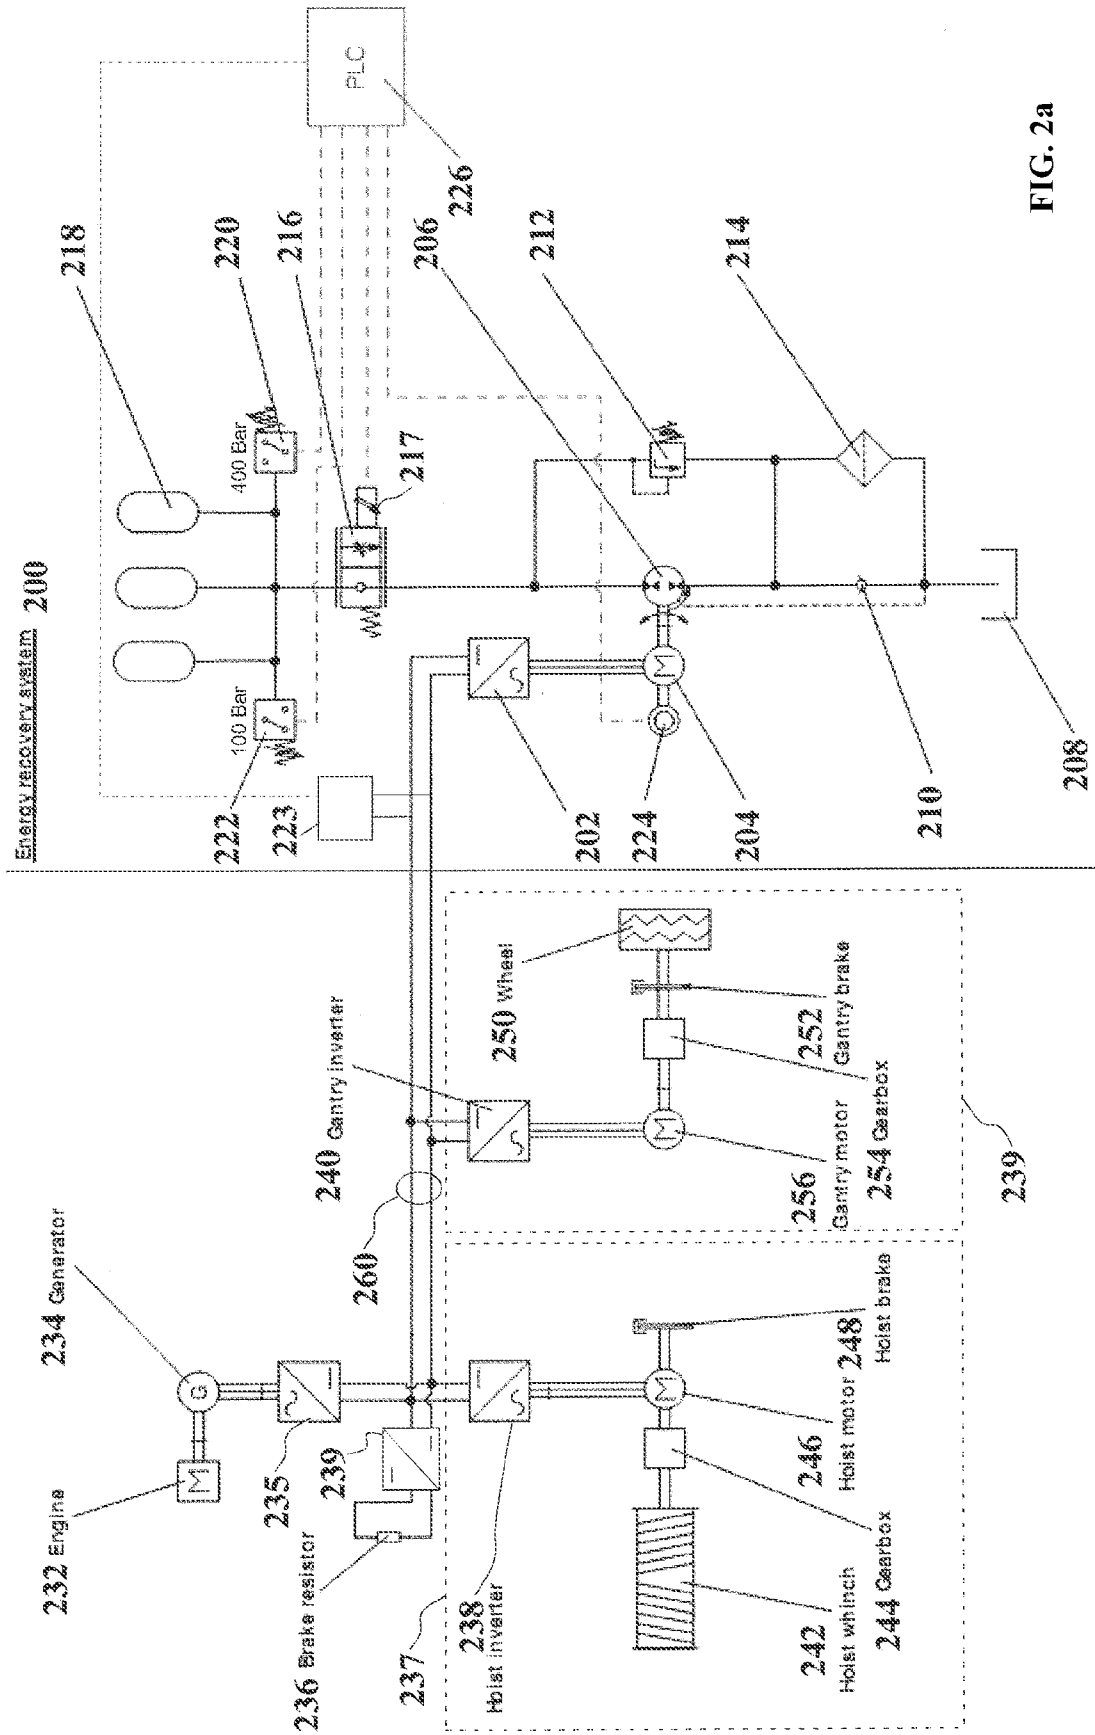 Energy recovery system 200
218
220
216
PLC
226
400 Bar
100 Bar
222
223
217
206
212
214
202
224
204
210
208
FIG. 2a
232 Engine
234 Generator
M
G
235
236 Brake resistor
239
260
240 Gantry inverter
250 Wheel
252
Gantry brake
254 Gearbox
256
Gantry motor
M
M
239
237
238
Hoist inverter
242
Hoist whinch
244 Gearbox
246
Hoist motor
248
Hoist brake
M